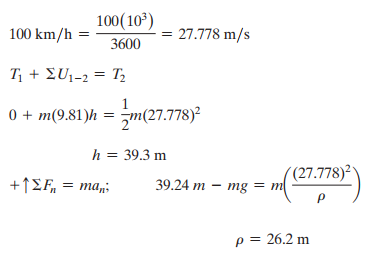 100 km/h = 100(10³)/3600 = 27.778 m/s
T₁ + ΣU₁₋₂ = T₂
0 + m(9.81)h = 1/2 m(27.778)²
h = 39.3 m
+↑ΣFₙ = maₙ; 39.24 m − mg = m((27.778)²/ρ)
ρ = 26.2 m